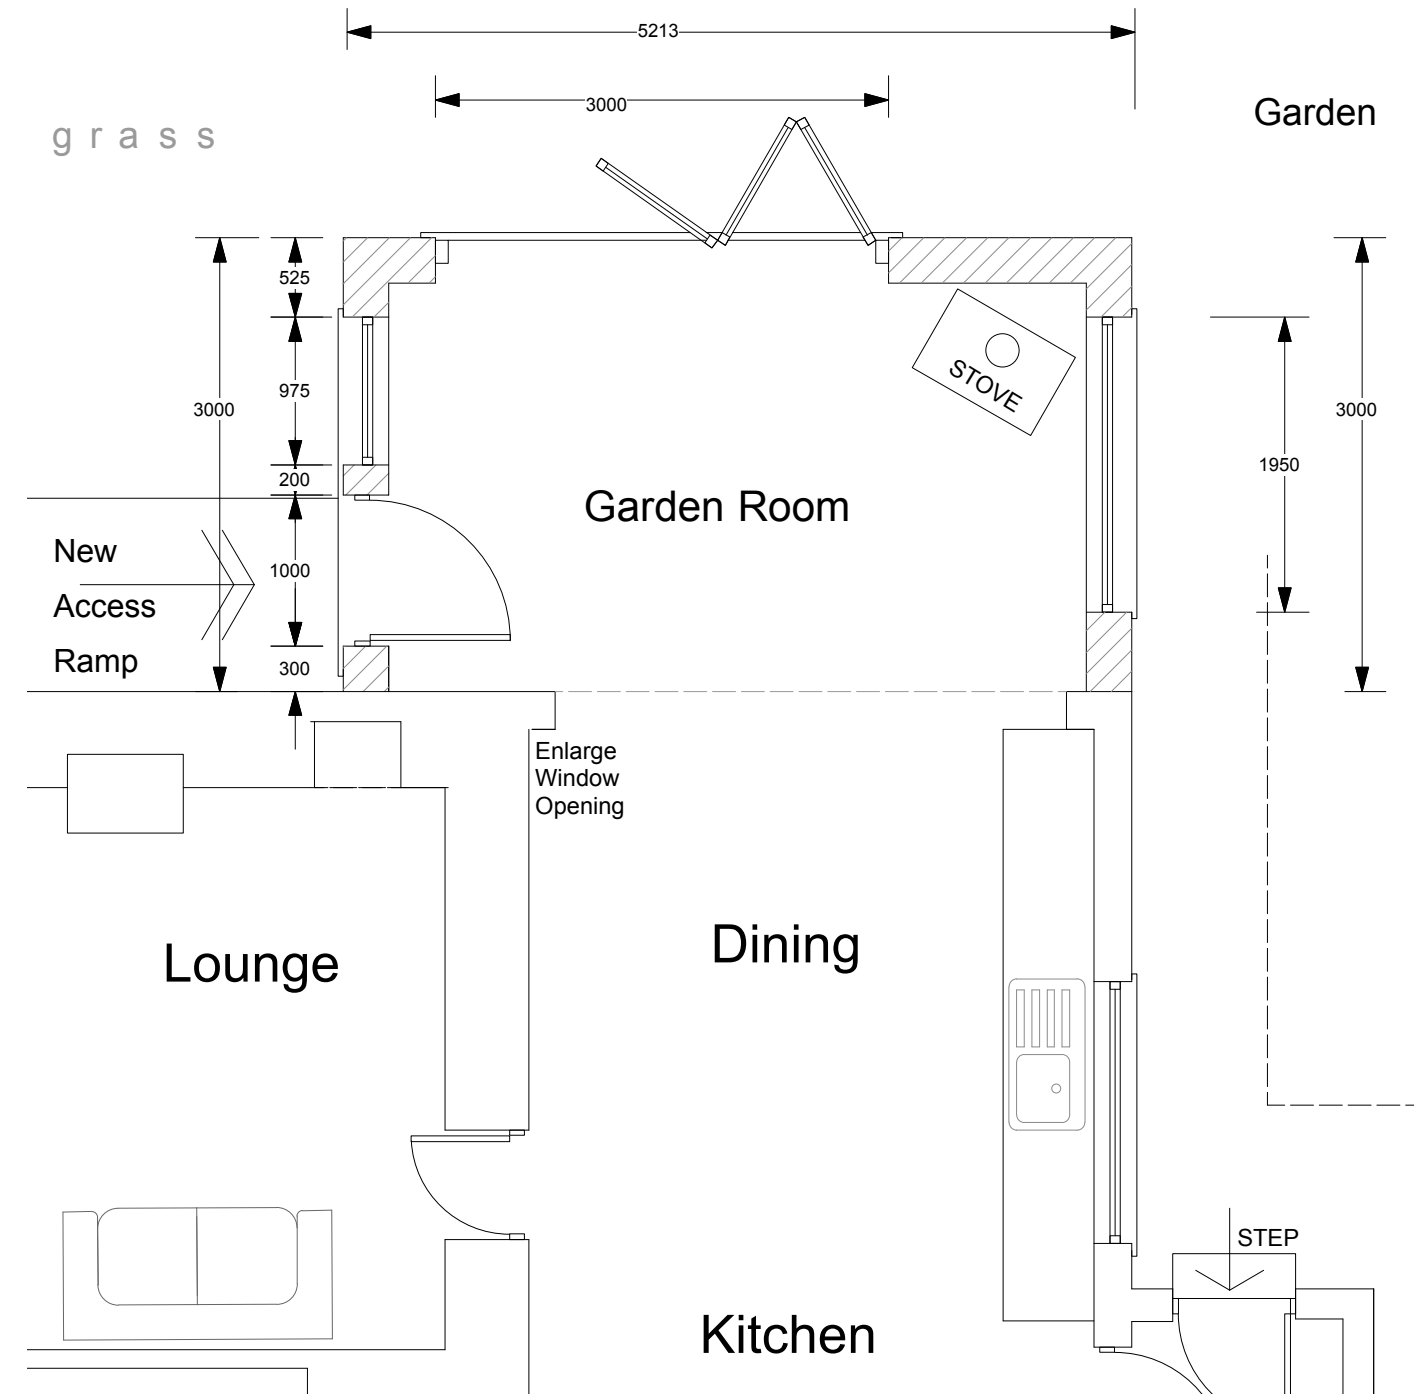 5213
3000
Garden
grass
525
975
3000
200
1000
300
STOVE
3000
1950
Garden Room
New
Access
Ramp
Enlarge
Window
Opening
Lounge
Dining
STEP
Kitchen